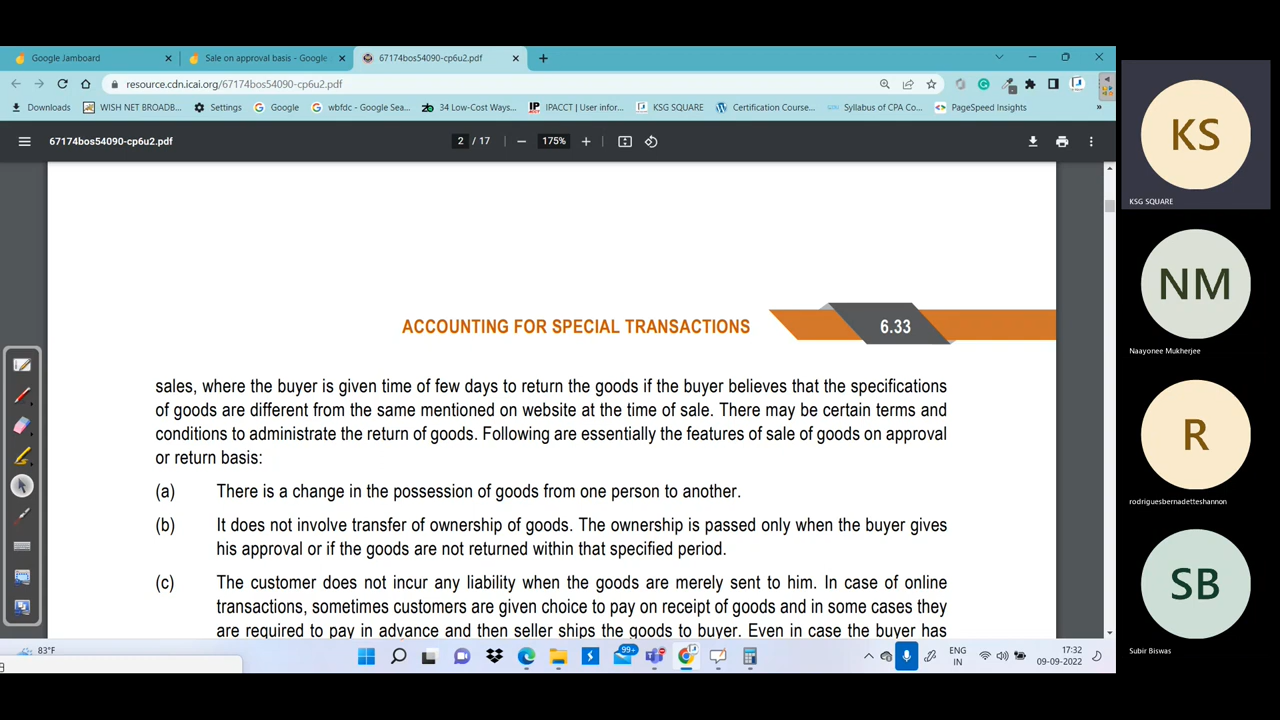 Google Jamboard
Sale on approval basis - Google
67174bos54090-cp6u2.pdf
resource.cdn.icai.org/67174bos54090-cp6u2.pdf
Downloads
WISH NET BROADB...
Settings
Google
wbfdc - Google Sea...
34 Low-Cost Ways...
IPACCT | User infor...
KSG SQUARE
Certification Course...
Syllabus of CPA Co...
PageSpeed Insights
»
67174bos54090-cp6u2.pdf
2 / 17
175%
ACCOUNTING FOR SPECIAL TRANSACTIONS
6.33
sales, where the buyer is given time of few days to return the goods if the buyer believes that the specifications
of goods are different from the same mentioned on website at the time of sale. There may be certain terms and
conditions to administrate the return of goods. Following are essentially the features of sale of goods on approval
or return basis:
(a) There is a change in the possession of goods from one person to another.
(b) It does not involve transfer of ownership of goods. The ownership is passed only when the buyer gives
his approval or if the goods are not returned within that specified period.
(c) The customer does not incur any liability when the goods are merely sent to him. In case of online
transactions, sometimes customers are given choice to pay on receipt of goods and in some cases they
are required to pay in advance and then seller ships the goods to buyer. Even in case the buyer has
83°F
99+
ENG
IN
17:32
09-09-2022
KS
KSG SQUARE
NM
Naayonee Mukherjee
R
rodriguesbernadetteshannon
SB
Subir Biswas